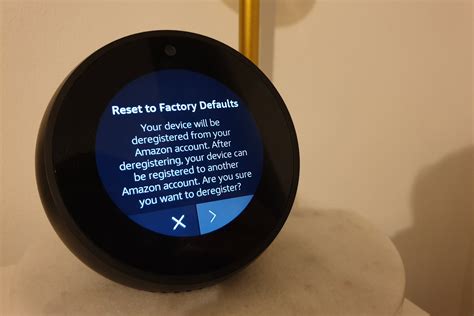 Reset to Factory Defaults
Your device will be
deregistered from your
Amazon account. After
deregistering, your device can
be registered to another
Amazon account. Are you sure
you want to deregister?